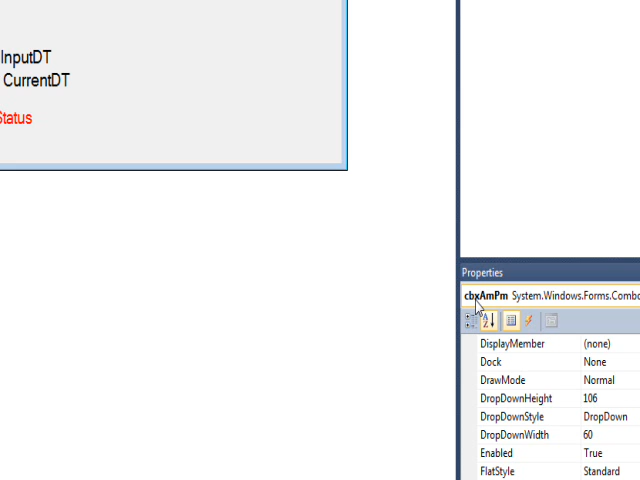 InputDT
CurrentDT
Status
Properties
cbxAmPm System.Windows.Forms.Combo
DisplayMember (none)
Dock None
DrawMode Normal
DropDownHeight 106
DropDownStyle DropDown
DropDownWidth 60
Enabled True
FlatStyle Standard